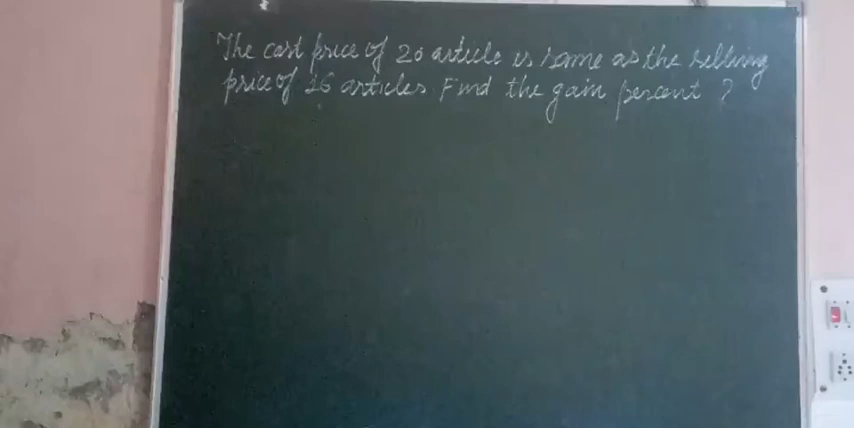 The cost price of 20 article is same as the selling
price of 16 articles. Find the gain percent ?